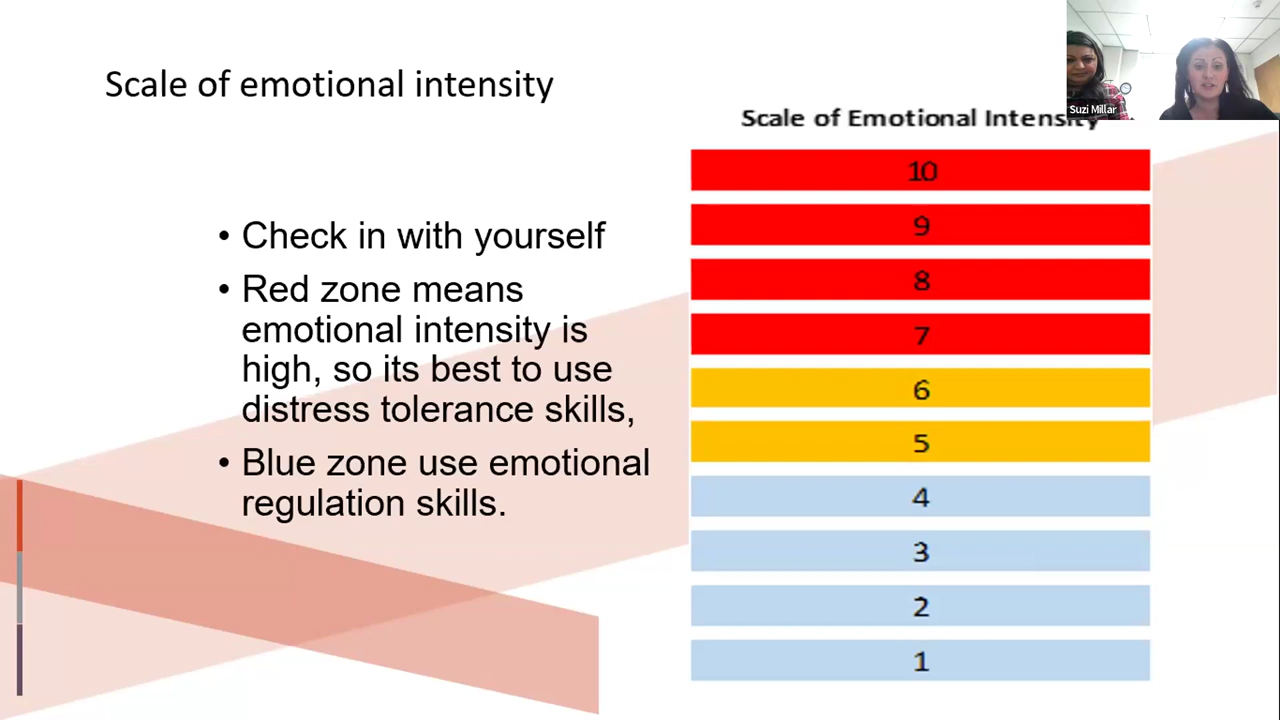 Scale of emotional intensity
Suzi Millar
Scale of Emotional Intensity
• Check in with yourself
• Red zone means
emotional intensity is
high, so its best to use
distress tolerance skills,
• Blue zone use emotional
regulation skills.
10
9
8
7
6
5
4
3
2
1